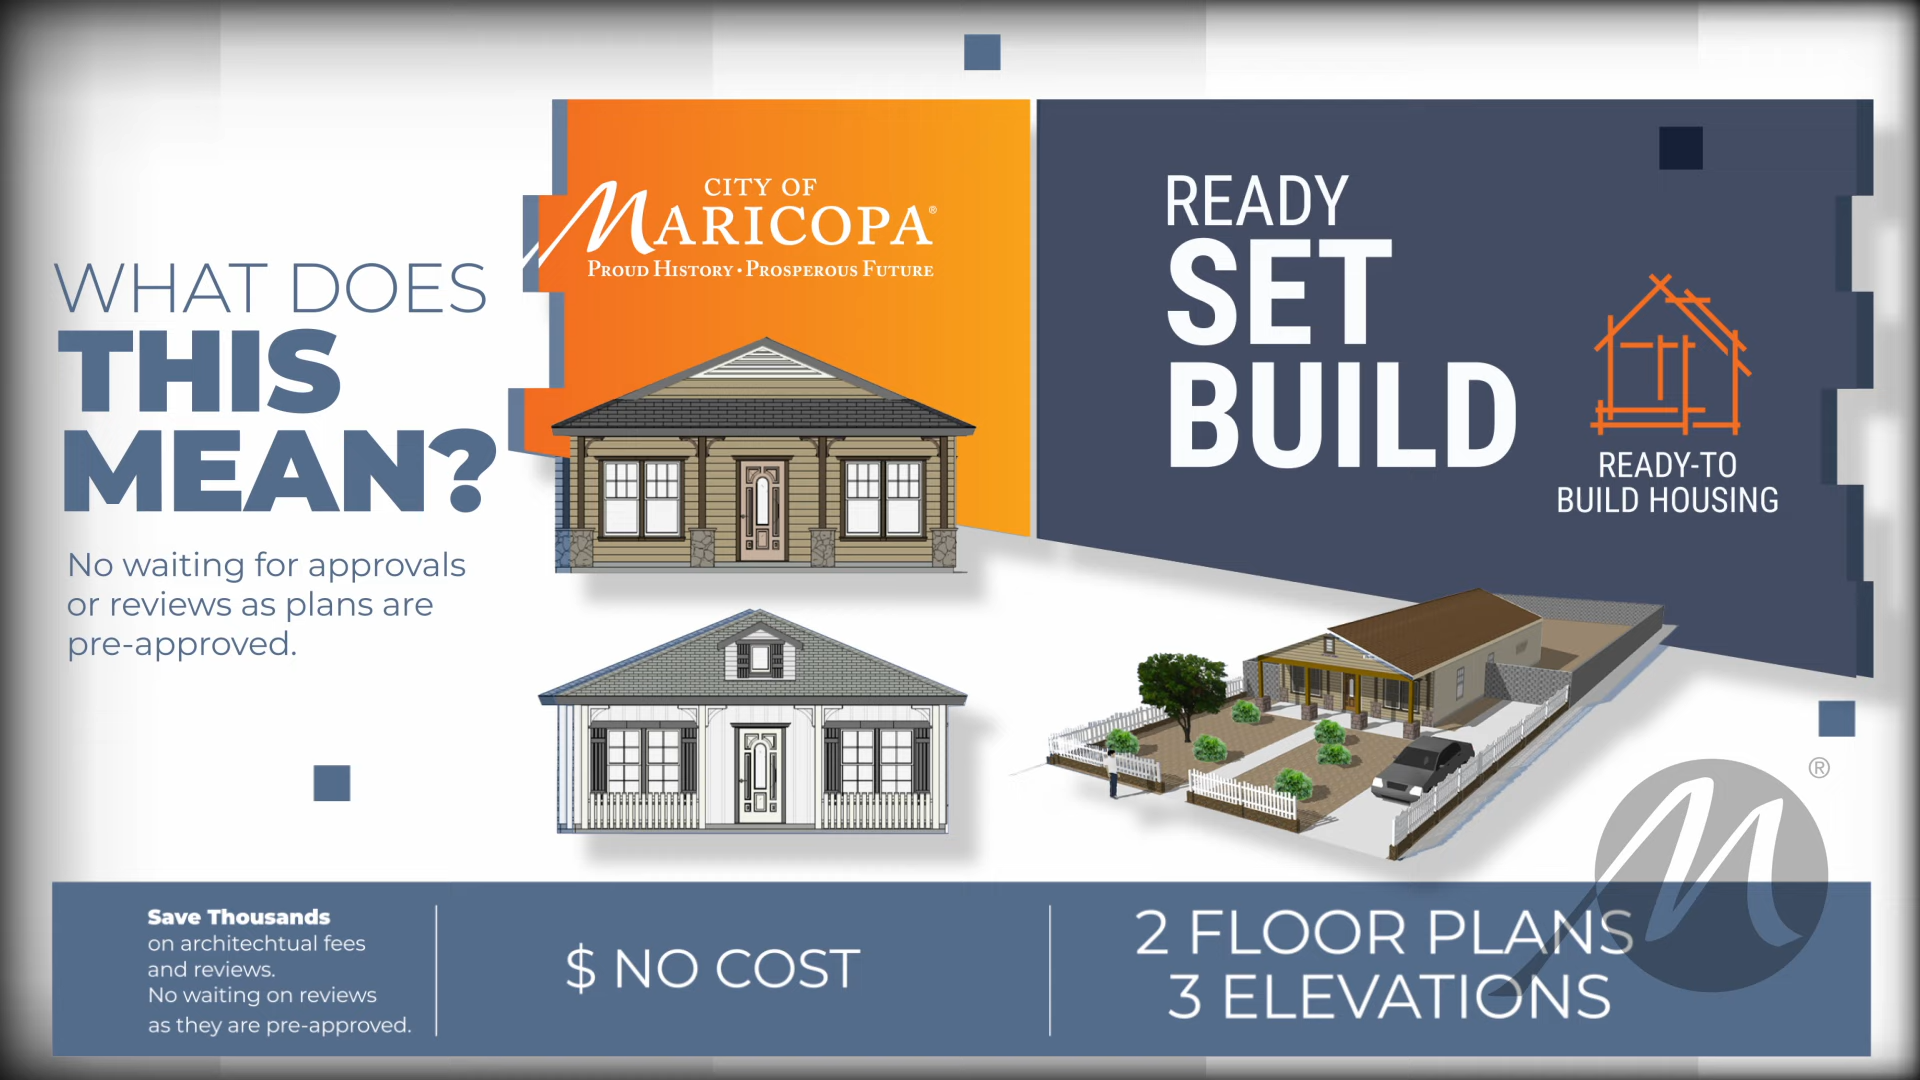 WHAT DOES
THIS
MEAN?
No waiting for approvals
or reviews as plans are
pre-approved.
CITY OF
MARICOPA®
PROUD HISTORY • PROSPEROUS FUTURE
READY
SET
BUILD
READY-TO
BUILD HOUSING
M®
Save Thousands
on architechtual fees
and reviews.
No waiting on reviews
as they are pre-approved.
$ NO COST
2 FLOOR PLANS
3 ELEVATIONS